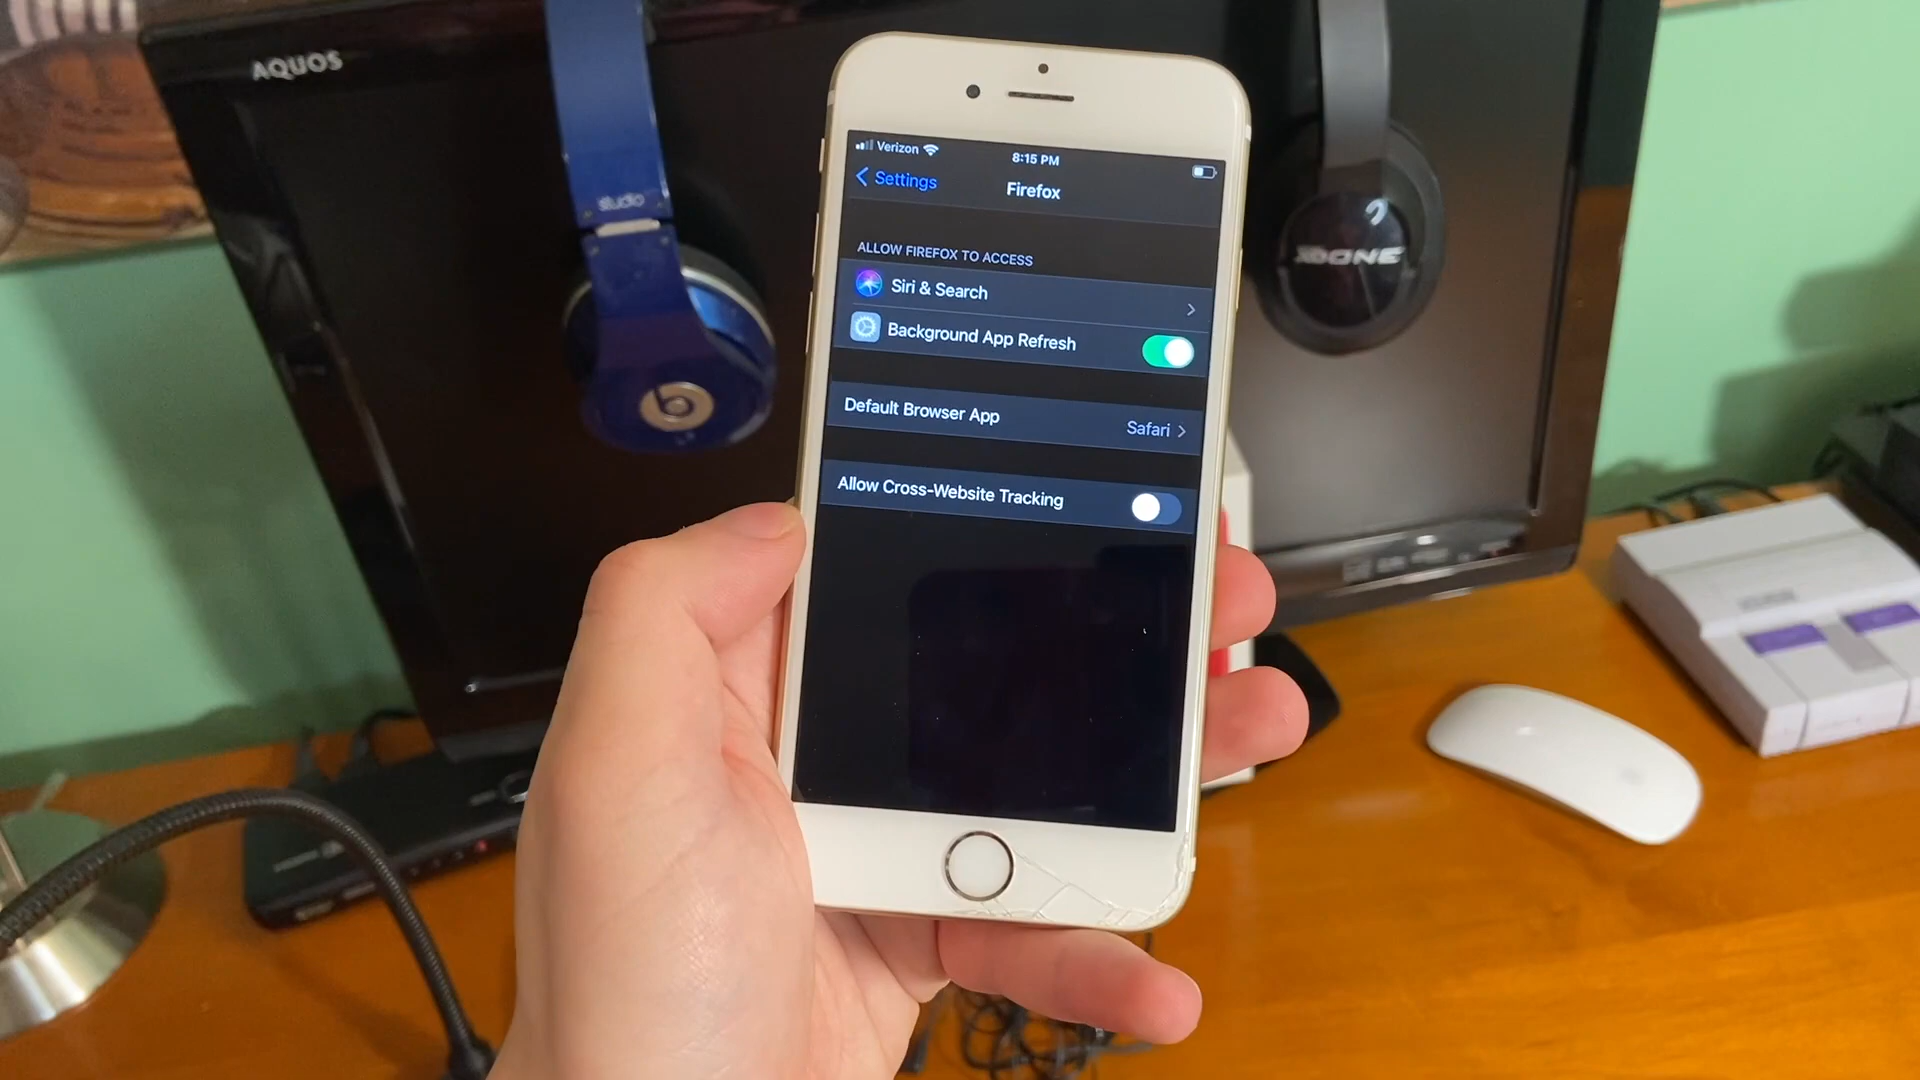 AQUOS
studio
b
XDONE
Verizon
8:15 PM
Settings
Firefox
ALLOW FIREFOX TO ACCESS
Siri & Search
Background App Refresh
Default Browser App
Safari
Allow Cross-Website Tracking